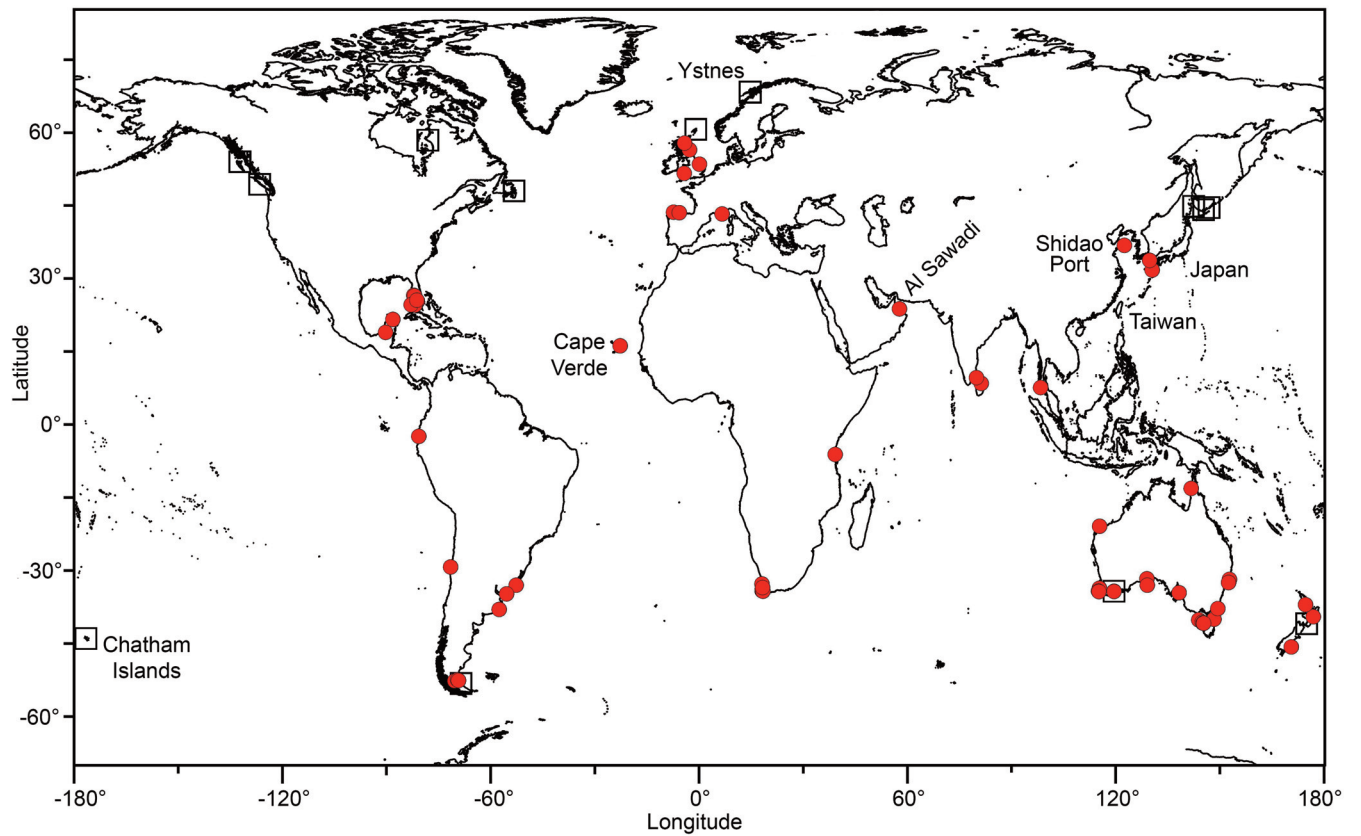 Ystnes
60°
Al Sawadi
Shidao
Port
Japan
30°
Taiwan
Cape
Verde
Latitude
0°
-30°
Chatham
Islands
-60°
-180°
-120°
-60°
0°
60°
120°
180°
Longitude